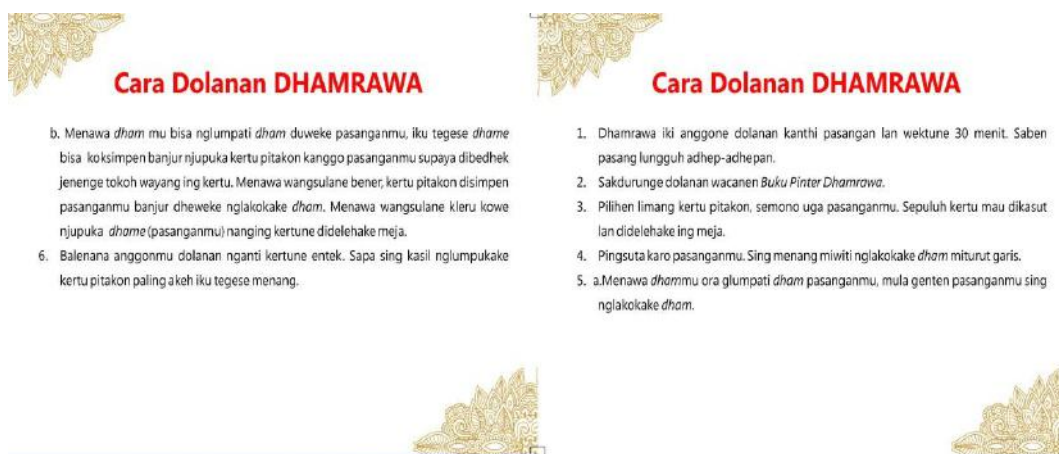 Cara Dolanan DHAMRAWA
b. Menawa dham mu bisa nglumpati dham duweke pasanganmu, iku tegese dhame
bisa koksimpen banjur njupuka kertu pitakon kanggo pasanganmu supaya dibedhek
jenenge tokoh wayang ing kertu. Menawa wangsulane bener, kertu pitakon disimpen
pasanganmu banjur dheweke nglakokake dham. Menawa wangsulane kleru kowe
njupuka dhame (pasanganmu) nanging kertune didelehake meja.
6. Balenana anggonmu dolanan nganti kertune entek. Sapa sing kasil nglumpukake
kertu pitakon paling akeh iku tegese menang.
Cara Dolanan DHAMRAWA
1. Dhamrawa iki anggone dolanan kanthi pasangan lan wektune 30 menit. Saben
pasang lungguh adhep-adhepan.
2. Sakdurunge dolanan wacanen Buku Pinter Dhamrawa.
3. Pilihen limang kertu pitakon, semono uga pasanganmu. Sepuluh kertu mau dikasut
lan didelehake ing meja.
4. Pingsuta karo pasanganmu. Sing menang miwiti nglakokake dham miturut garis.
5. a.Menawa dhammu ora glumpati dham pasanganmu, mula genten pasanganmu sing
nglakokake dham.